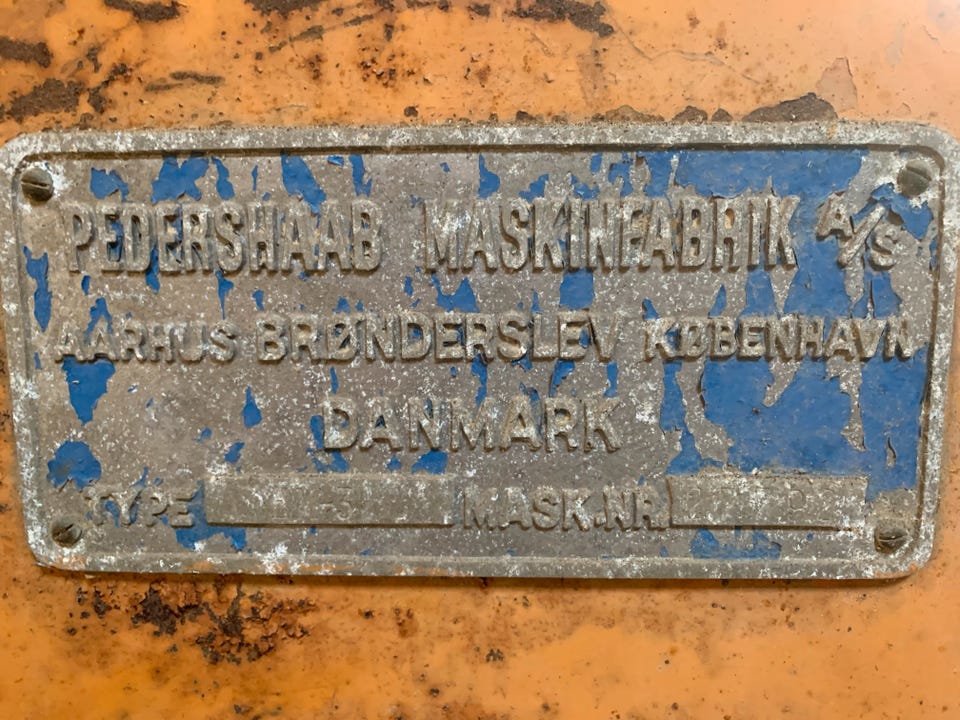 PEDERSHAAB MASKINFABRIK A/S
AARHUS BRØNDERSLEV KØBENHAVN
DANMARK
TYPE MASK.NR.